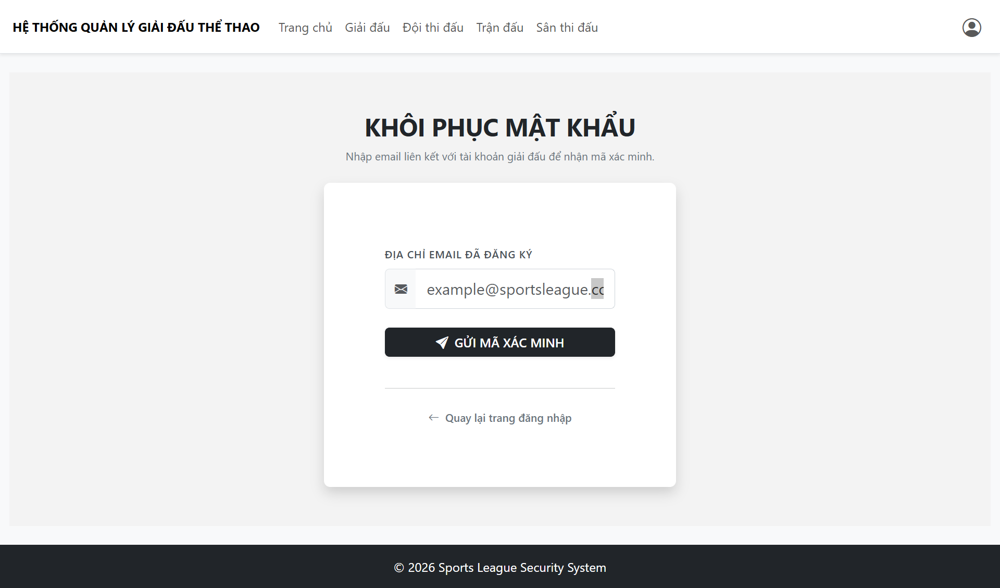 HỆ THỐNG QUẢN LÝ GIẢI ĐẤU THỂ THAO Trang chủ Giải đấu Đội thi đấu Trận đấu Sân thi đấu
KHÔI PHỤC MẬT KHẨU
Nhập email liên kết với tài khoản giải đấu để nhận mã xác minh.
ĐỊA CHỈ EMAIL ĐÃ ĐĂNG KÝ
example@sportsleague.cc
GỬI MÃ XÁC MINH
← Quay lại trang đăng nhập
© 2026 Sports League Security System